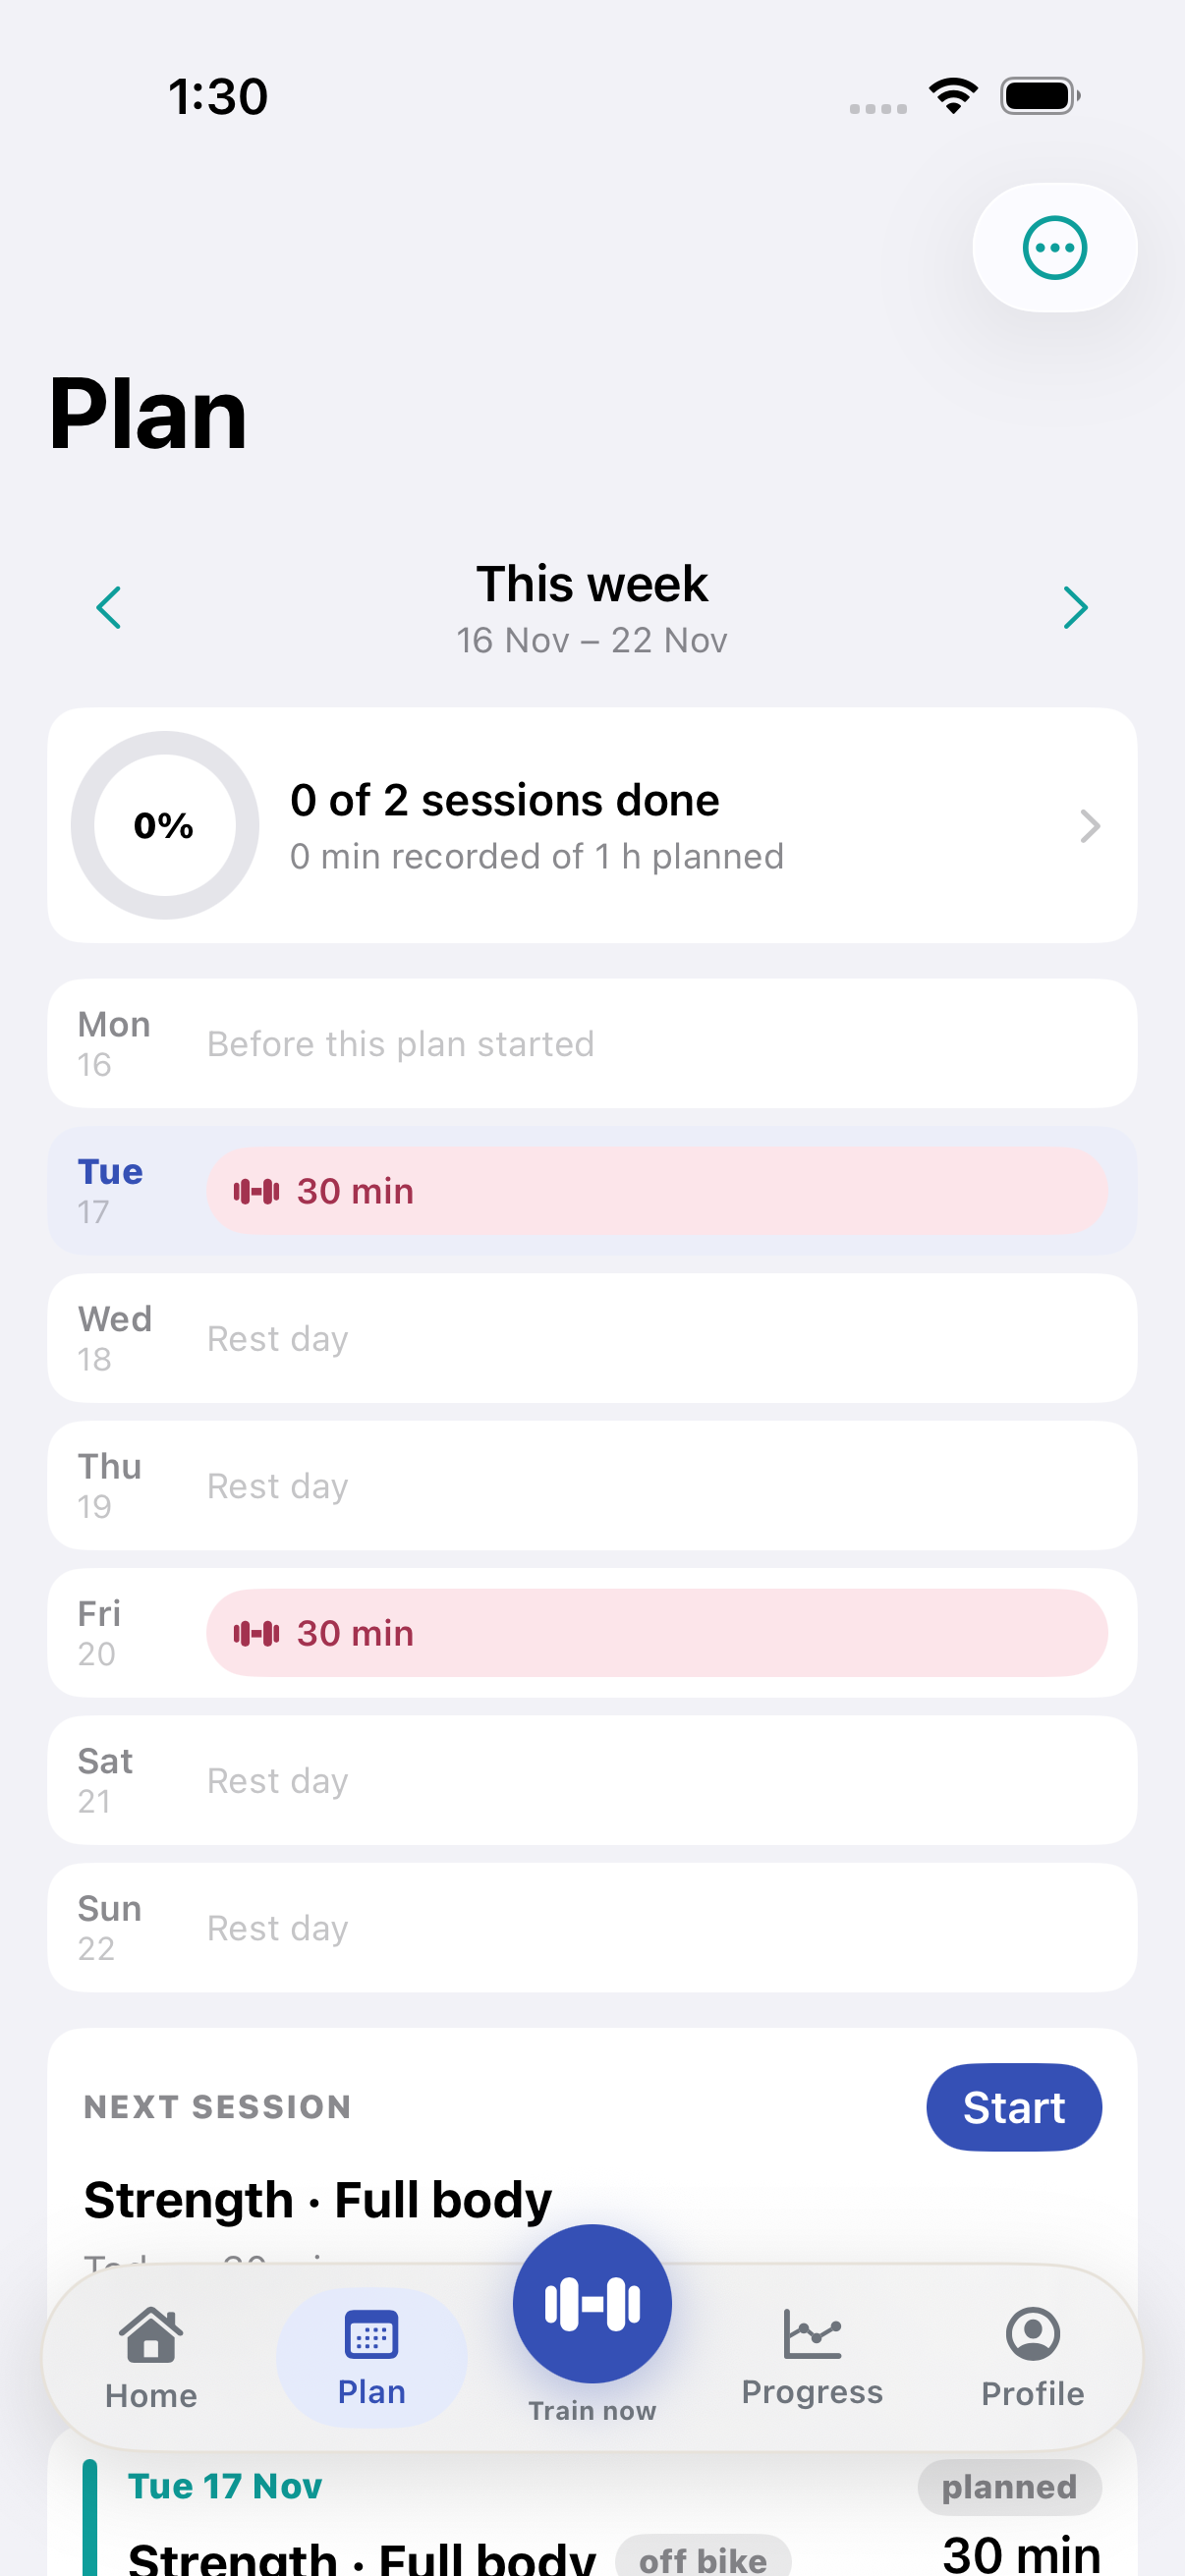 1:30
Plan
This week
16 Nov – 22 Nov
0%
0 of 2 sessions done
0 min recorded of 1 h planned
Mon
16
Before this plan started
Tue
17
30 min
Wed
18
Rest day
Thu
19
Rest day
Fri
20
30 min
Sat
21
Rest day
Sun
22
Rest day
NEXT SESSION
Start
Strength · Full body
Home
Plan
Train now
Progress
Profile
Tue 17 Nov
planned
Strength · Full body
off bike
30 min